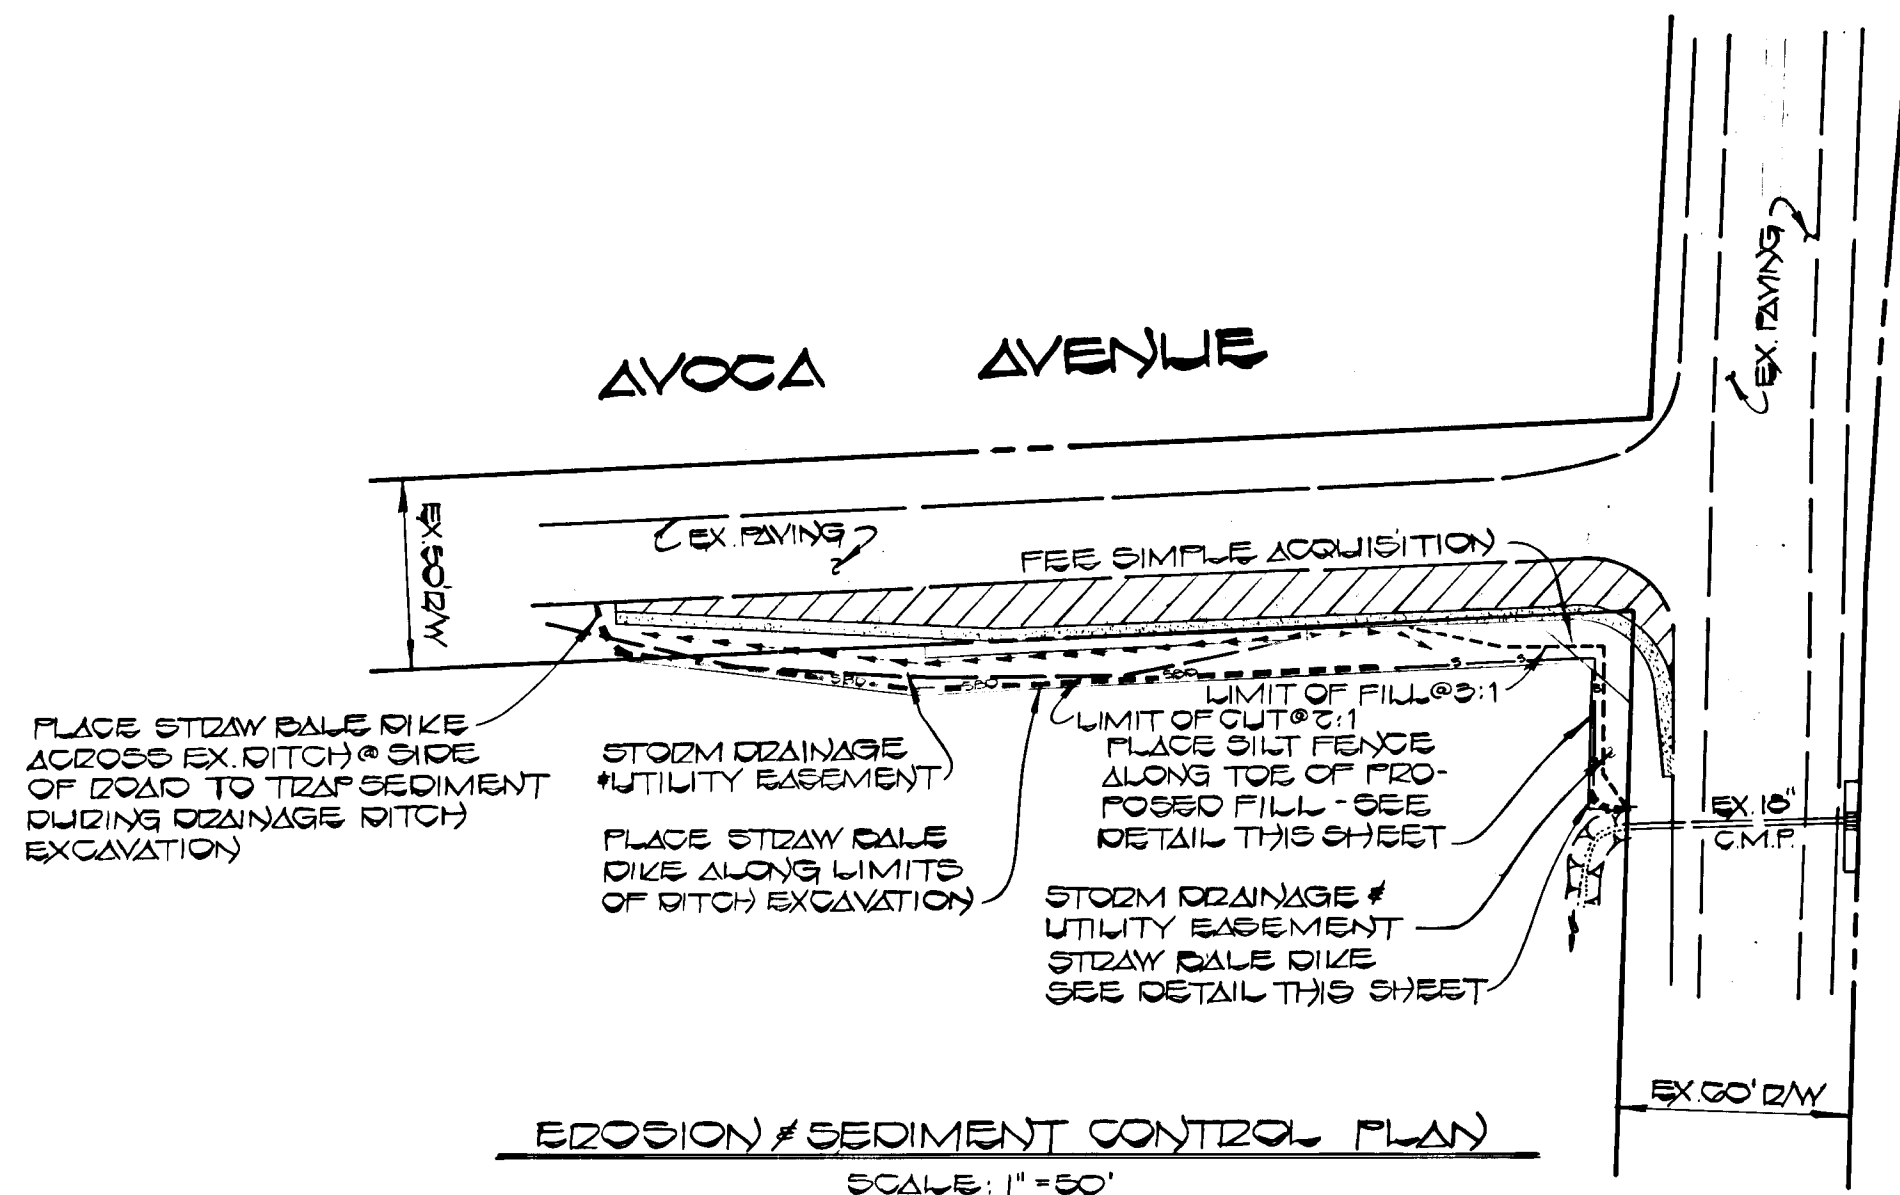 AVOCA AVENUE
EX. PAVING
EX. PAVING
EX. 50' R/W
FEE SIMPLE ACQUISITION
SBD
SBD
SBD
LIMIT OF FILL @ 3:1
LIMIT OF CUT @ 2:1
PLACE STRAW BALE DIKE
ACROSS EX. DITCH @ SIDE
OF ROAD TO TRAP SEDIMENT
DURING DRAINAGE DITCH
EXCAVATION
STORM DRAINAGE
& UTILITY EASEMENT
PLACE STRAW BALE
DIKE ALONG LIMITS
OF DITCH EXCAVATION
PLACE SILT FENCE
ALONG TOE OF PRO-
POSED FILL - SEE
DETAIL THIS SHEET
STORM DRAINAGE &
UTILITY EASEMENT
STRAW BALE DIKE
SEE DETAIL THIS SHEET
EX. 18"
C.M.P.
EX. 60' R/W
EROSION & SEDIMENT CONTROL PLAN
SCALE: 1" = 50'